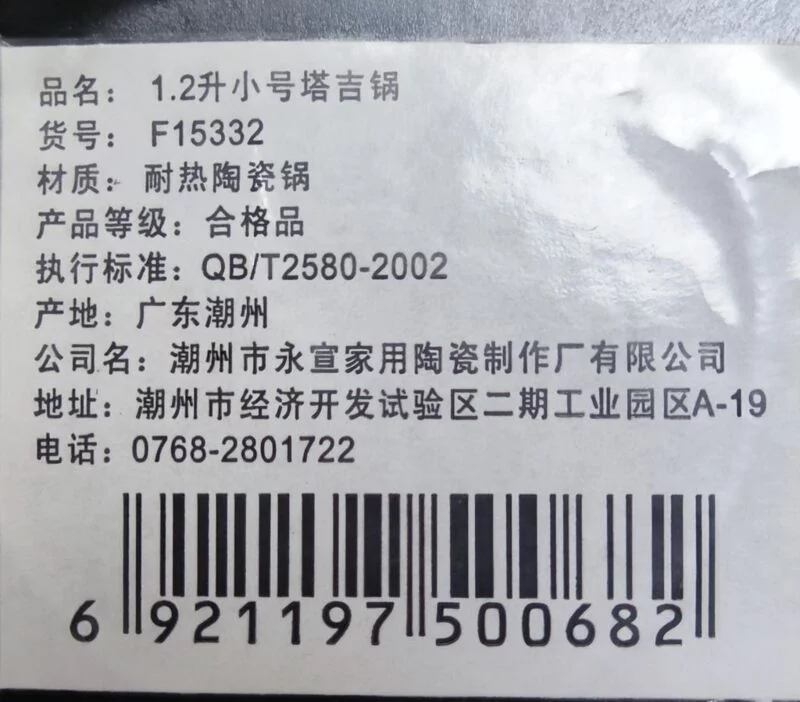 品名： 1.2升小号塔吉锅
货号： F15332
材质： 耐热陶瓷锅
产品等级：合格品
执行标准：QB/T2580-2002
产地：广东潮州
公司名：潮州市永宣家用陶瓷制作厂有限公司
地址：潮州市经济开发试验区二期工业园区A-19
电话：0768-2801722
6 921197 500682